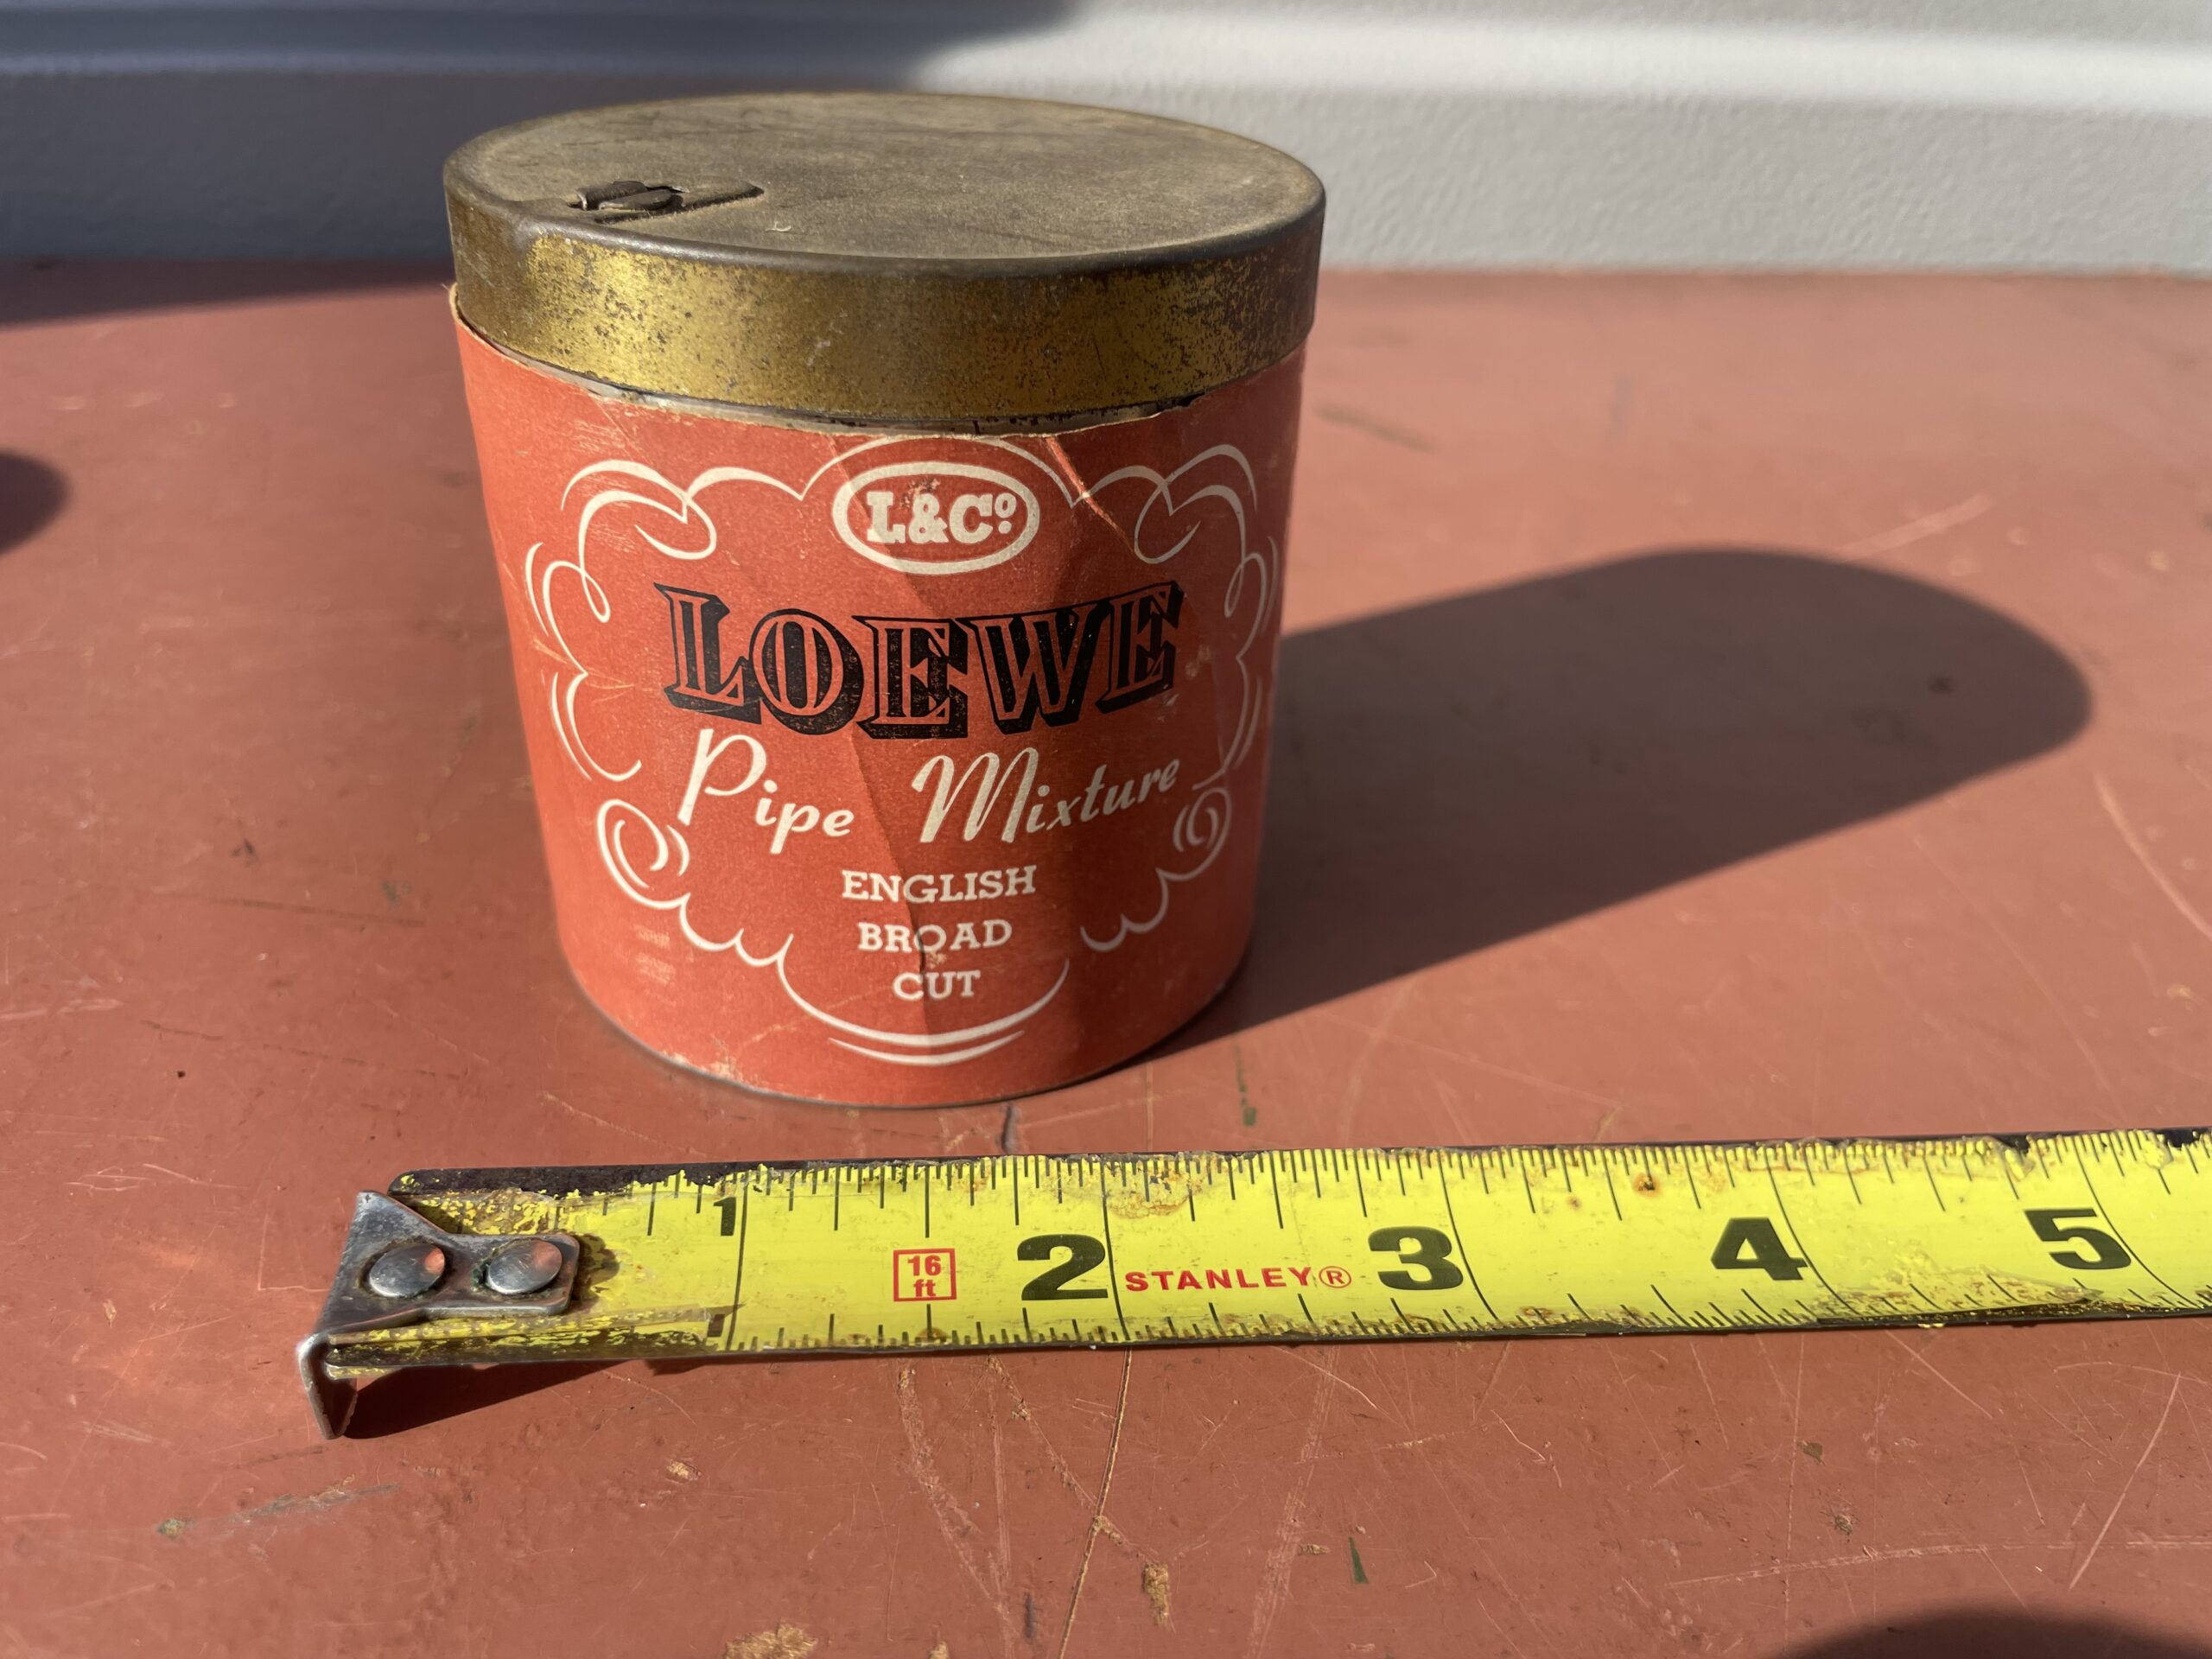 L&Cº.
LOEWE
Pipe Mixture
ENGLISH
BROAD
CUT
1 16 ft 2 STANLEY® 3 4 5